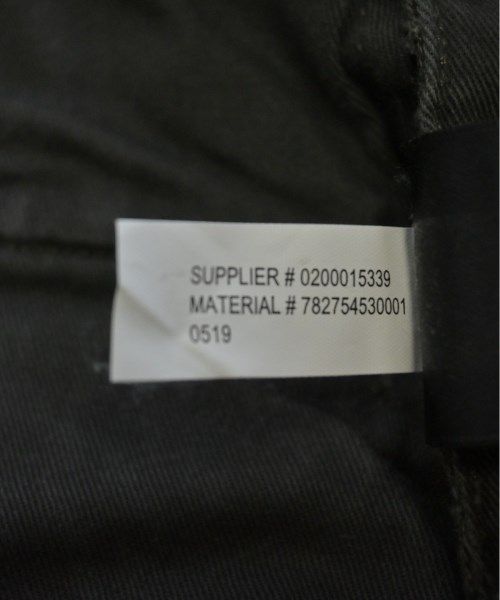 SUPPLIER # 0200015339
MATERIAL # 782754530001
0519